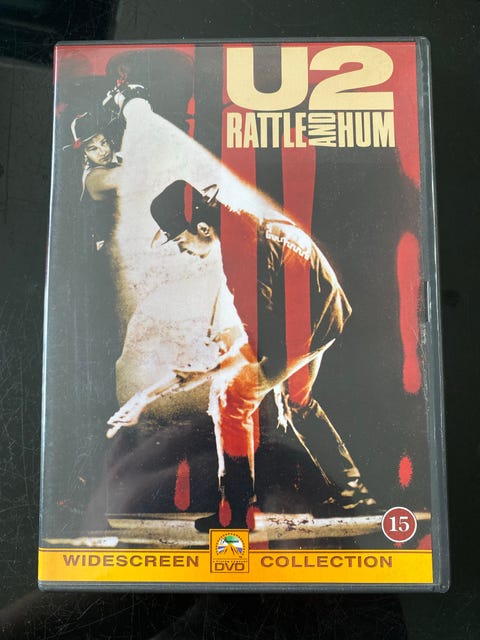 U2
RATTLE AND HUM
15
WIDESCREEN COLLECTION
DVD